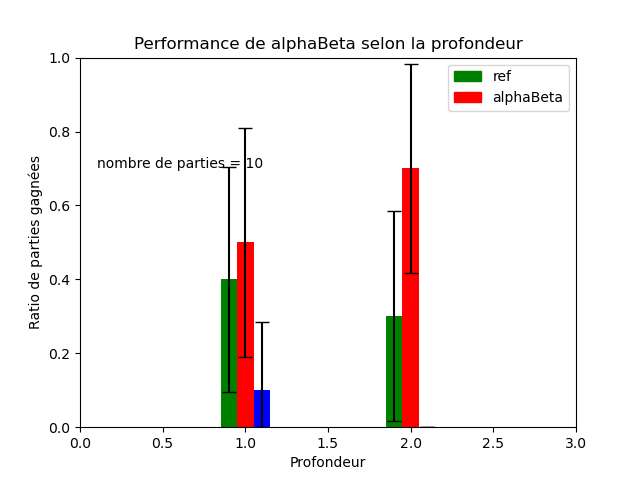 Performance de alphaBeta selon la profondeur
1.0
0.8
0.6
0.4
0.2
0.0
Ratio de parties gagnées
nombre de parties = 10
ref
alphaBeta
0.0 0.5 1.0 1.5 2.0 2.5 3.0
Profondeur